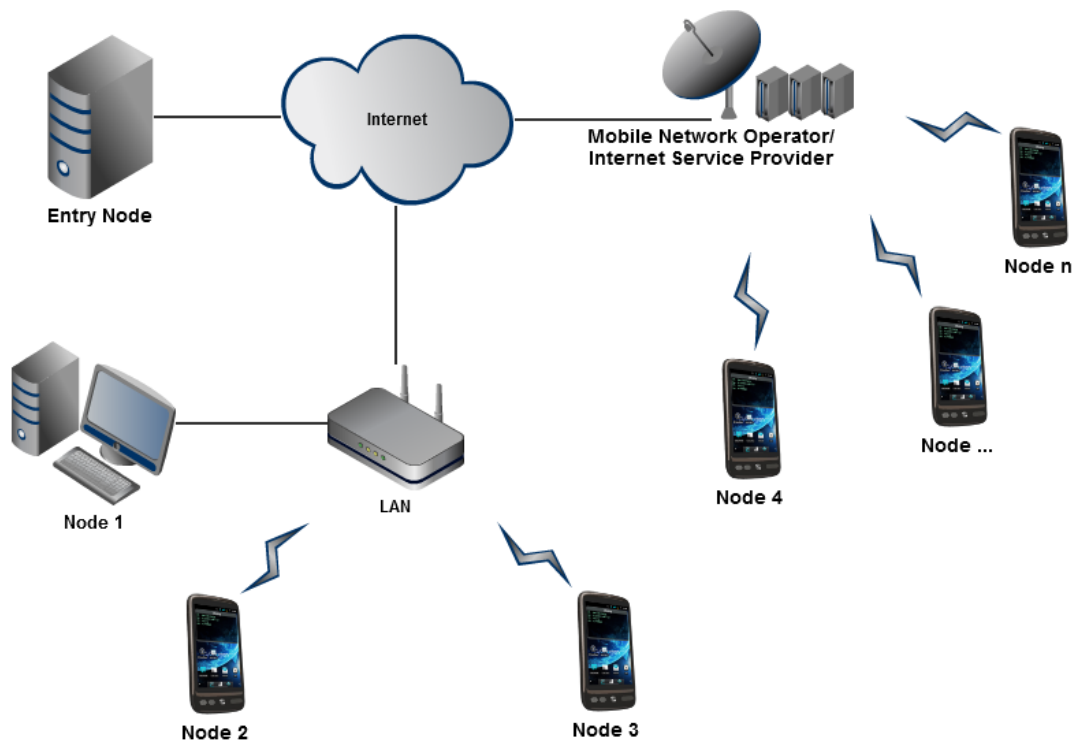 Internet
Mobile Network Operator/
Internet Service Provider
Entry Node
Node n
Node ...
Node 4
LAN
Node 1
Node 2
Node 3